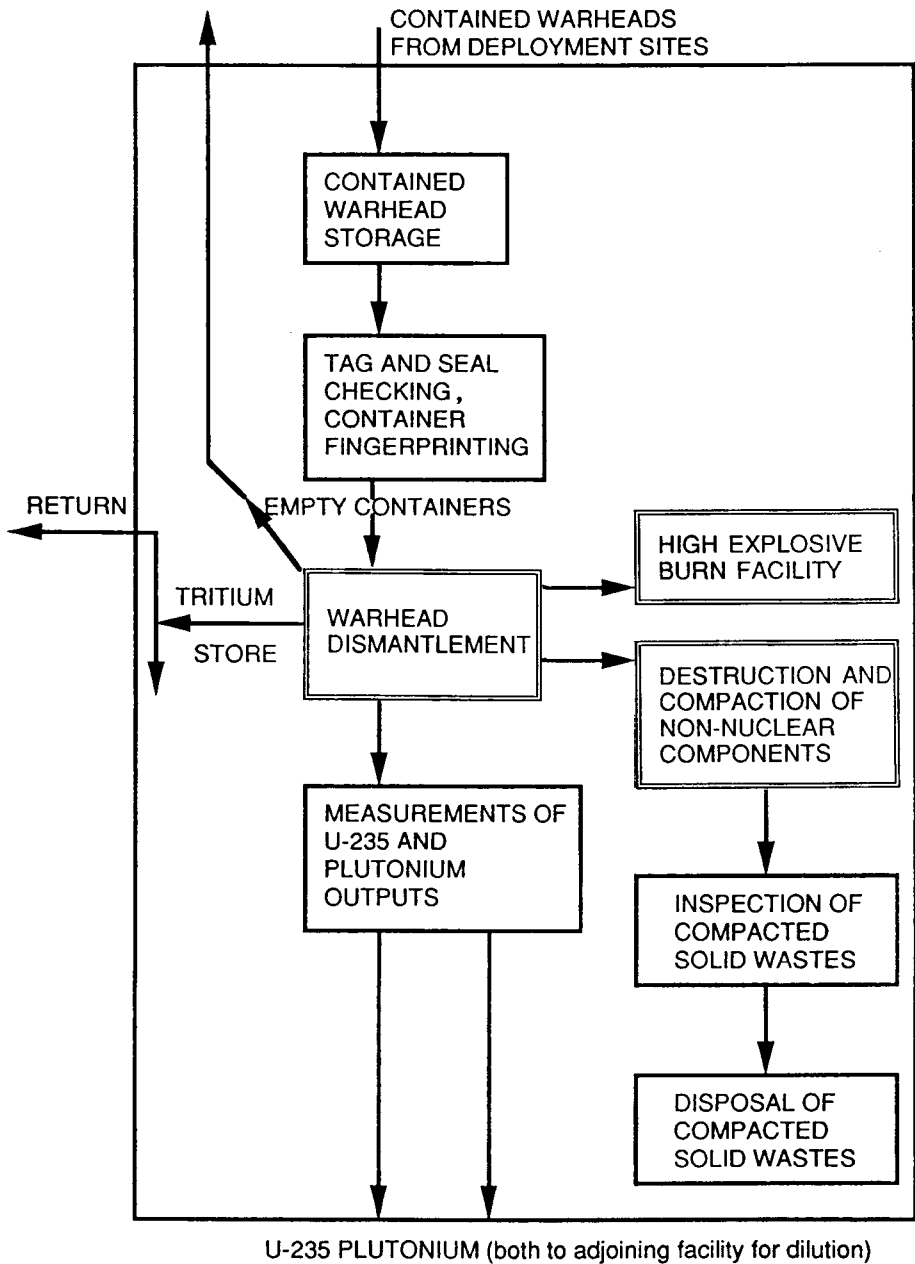 CONTAINED WARHEADS
FROM DEPLOYMENT SITES
CONTAINED
WARHEAD
STORAGE
TAG AND SEAL
CHECKING,
CONTAINER
FINGERPRINTING
EMPTY CONTAINERS
RETURN
TRITIUM
STORE
WARHEAD
DISMANTLEMENT
HIGH EXPLOSIVE
BURN FACILITY
DESTRUCTION AND
COMPACTION OF
NON-NUCLEAR
COMPONENTS
MEASUREMENTS OF
U-235 AND
PLUTONIUM
OUTPUTS
INSPECTION OF
COMPACTED
SOLID WASTES
DISPOSAL OF
COMPACTED
SOLID WASTES
U-235 PLUTONIUM (both to adjoining facility for dilution)